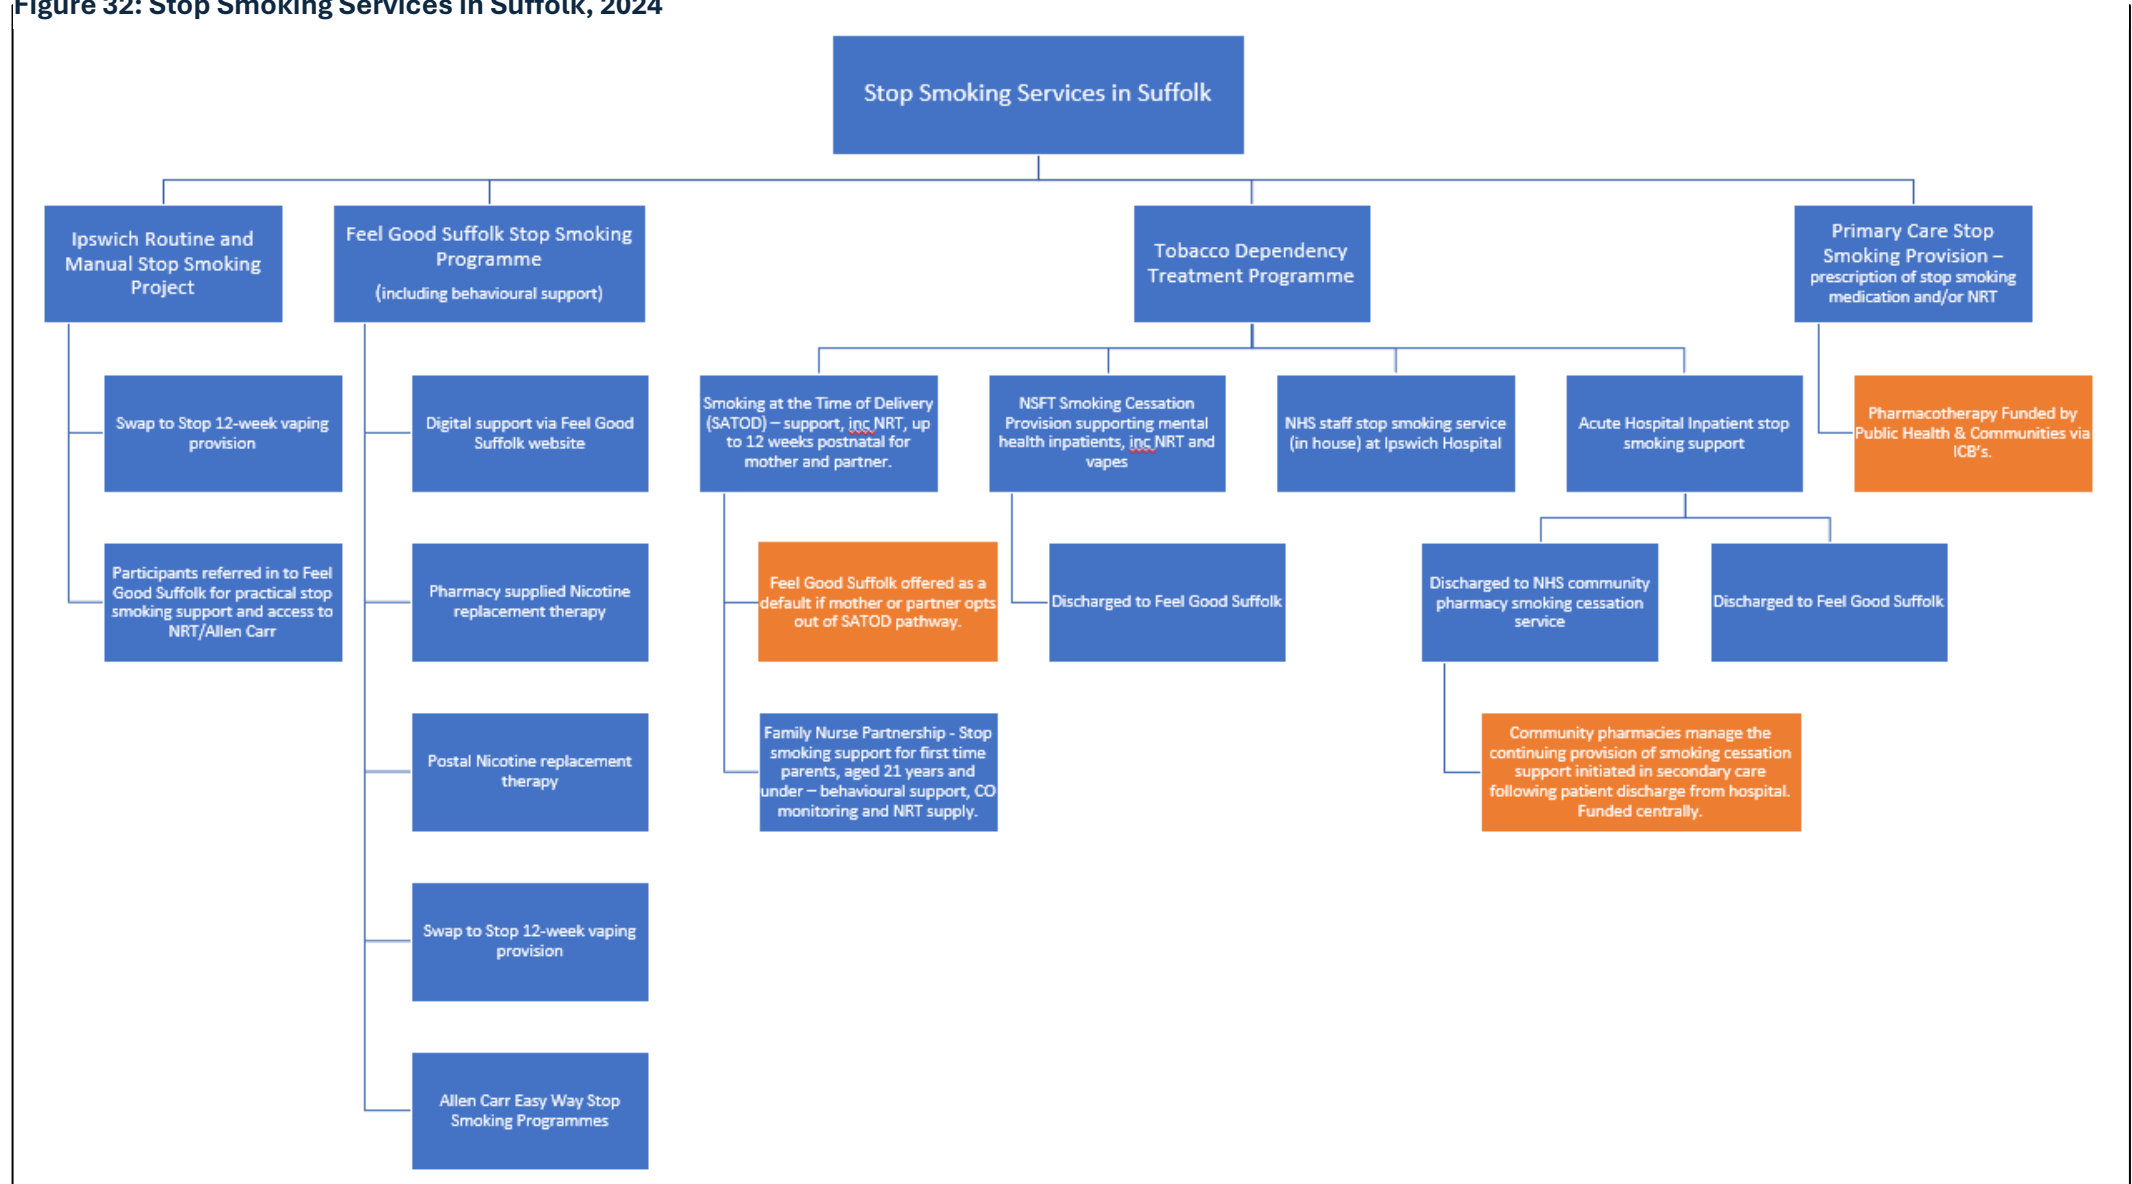 Figure 32: Stop Smoking Services in Suffolk, 2024
Stop Smoking Services in Suffolk
Ipswich Routine and
Manual Stop Smoking
Project
Feel Good Suffolk Stop Smoking
Programme
(including behavioural support)
Tobacco Dependency
Treatment Programme
Primary Care Stop
Smoking Provision –
prescription of stop smoking
medication and/or NRT
Swap to Stop 12-week vaping
provision
Participants referred in to Feel
Good Suffolk for practical stop
smoking support and access to
NRT/Allen Carr
Digital support via Feel Good
Suffolk website
Pharmacy supplied Nicotine
replacement therapy
Postal Nicotine replacement
therapy
Swap to Stop 12-week vaping
provision
Allen Carr Easy Way Stop
Smoking Programmes
Smoking at the Time of Delivery
(SATOD) – support, inc NRT, up
to 12 weeks postnatal for
mother and partner.
Feel Good Suffolk offered as a
default if mother or partner opts
out of SATOD pathway.
Family Nurse Partnership - Stop
smoking support for first time
parents, aged 21 years and
under – behavioural support, CO
monitoring and NRT supply.
NSFT Smoking Cessation
Provision supporting mental
health inpatients, inc NRT and
vapes
Discharged to Feel Good Suffolk
NHS staff stop smoking service
(in house) at Ipswich Hospital
Acute Hospital Inpatient stop
smoking support
Discharged to NHS community
pharmacy smoking cessation
service
Community pharmacies manage the
continuing provision of smoking cessation
support initiated in secondary care
following patient discharge from hospital.
Funded centrally.
Discharged to Feel Good Suffolk
Pharmacotherapy Funded by
Public Health & Communities via
ICB's.